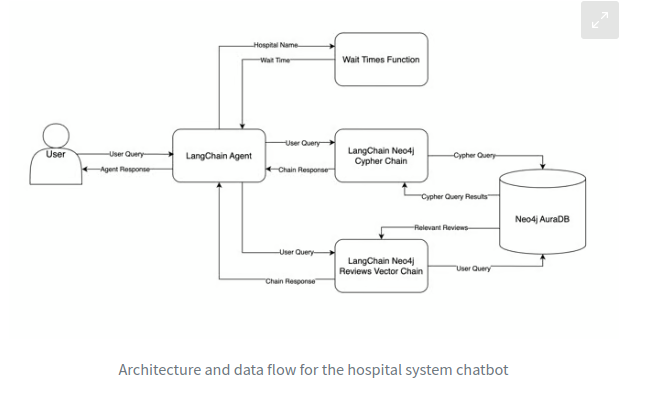 Hospital Name
Wait Time
Wait Times Function
User
User Query
Agent Response
LangChain Agent
User Query
Chain Response
LangChain Neo4j
Cypher Chain
Cypher Query
Cypher Query Results
Neo4j AuraDB
Relevant Reviews
User Query
Chain Response
LangChain Neo4j
Reviews Vector Chain
User Query
Architecture and data flow for the hospital system chatbot